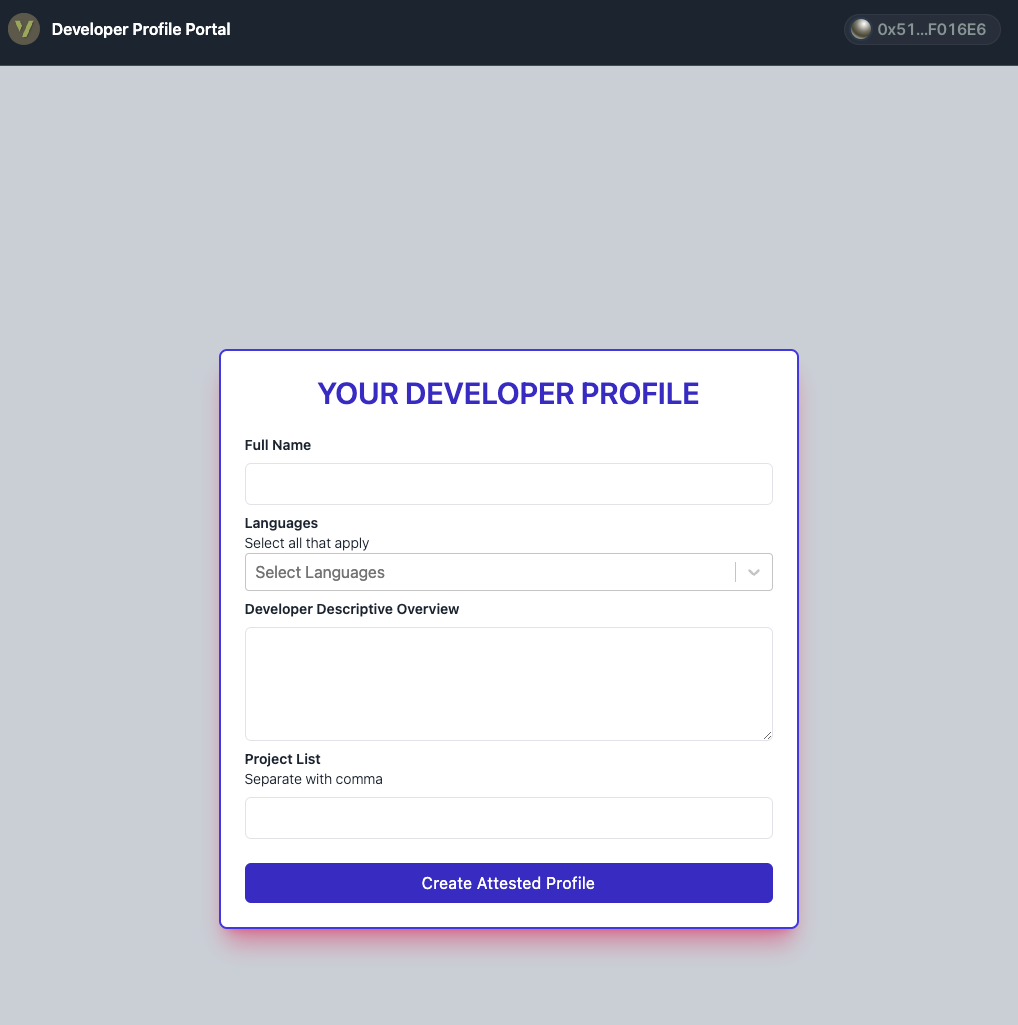 Developer Profile Portal
0x51...F016E6
YOUR DEVELOPER PROFILE
Full Name
Languages
Select all that apply
Select Languages
Developer Descriptive Overview
Project List
Separate with comma
Create Attested Profile